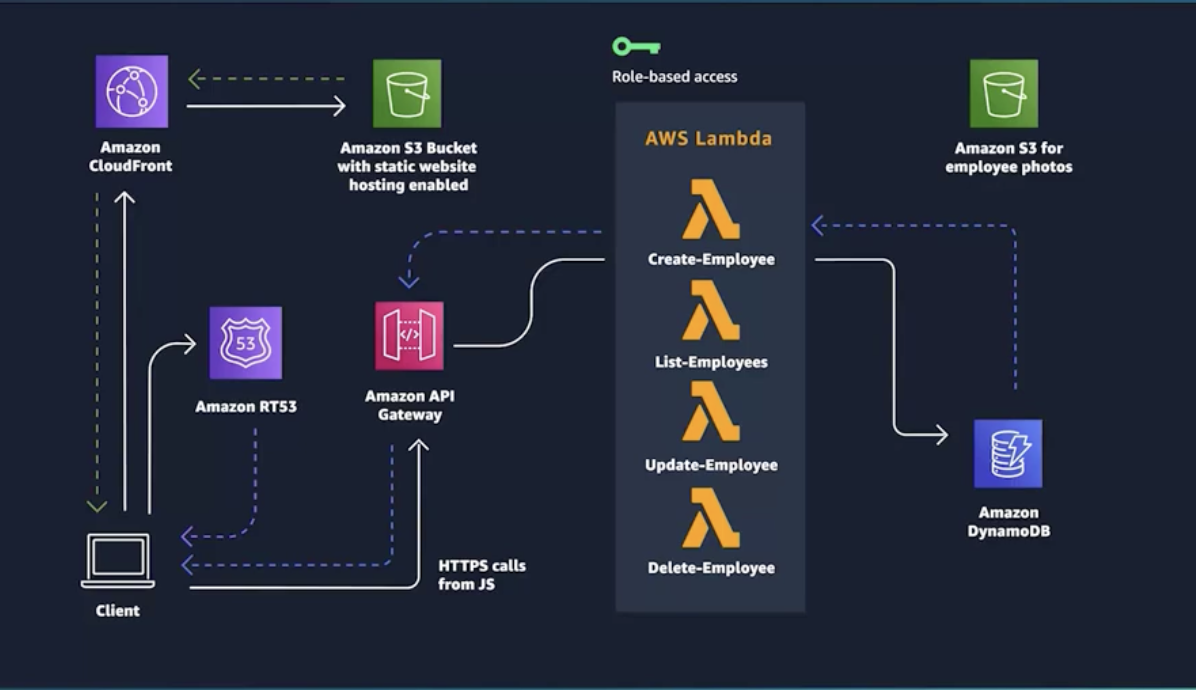 Role-based access
Amazon
CloudFront
Amazon S3 Bucket
with static website
hosting enabled
AWS Lambda
Amazon S3 for
employee photos
Create-Employee
53
Amazon RT53
</>
Amazon API
Gateway
List-Employees
Update-Employee
Amazon
DynamoDB
Delete-Employee
HTTPS calls
from JS
Client